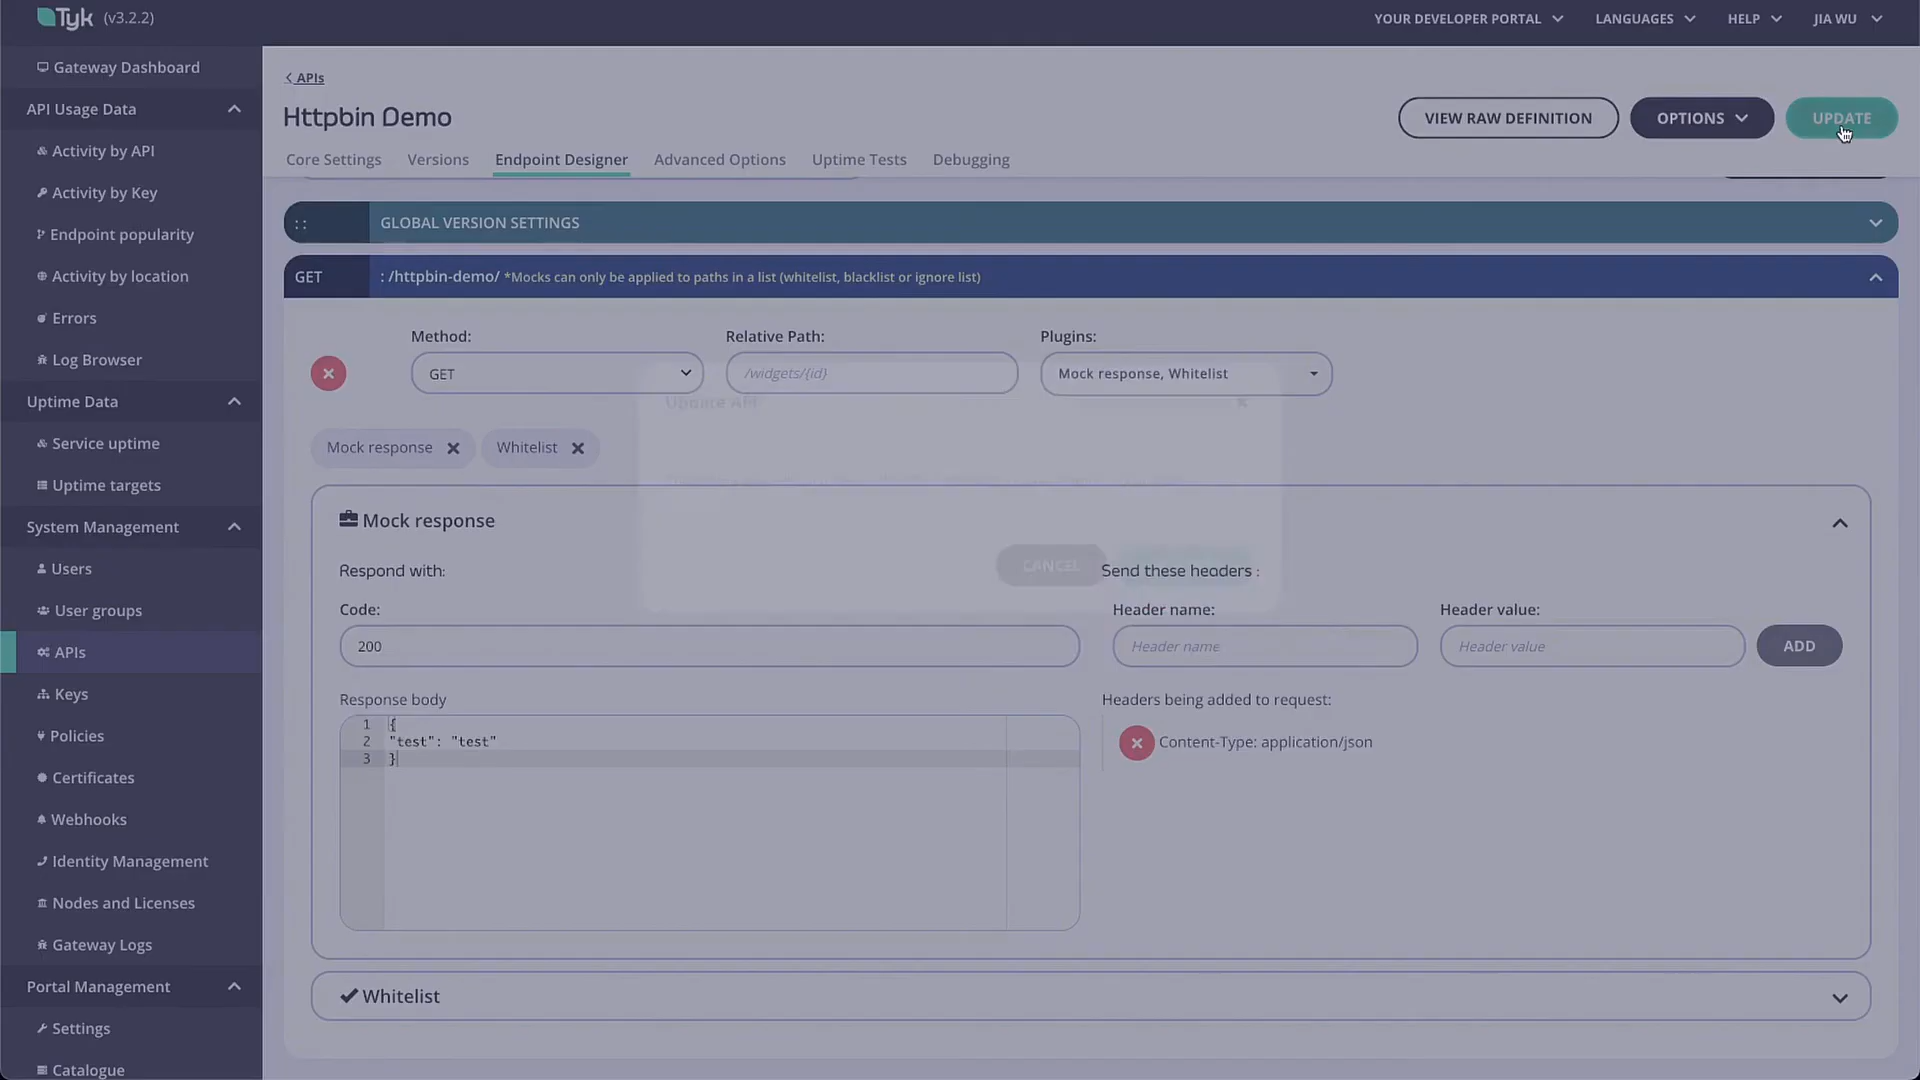 Tyk (v3.2.2)
YOUR DEVELOPER PORTAL
LANGUAGES
HELP
JIA WU
Gateway Dashboard
API Usage Data
Activity by API
Activity by Key
Endpoint popularity
Activity by location
Errors
Log Browser
Uptime Data
Service uptime
Uptime targets
System Management
Users
User groups
APIs
Keys
Policies
Certificates
Webhooks
Identity Management
Nodes and Licenses
Gateway Logs
Portal Management
Settings
Catalogue
APIs
Httpbin Demo
VIEW RAW DEFINITION
OPTIONS
UPDATE
Core Settings
Versions
Endpoint Designer
Advanced Options
Uptime Tests
Debugging
GLOBAL VERSION SETTINGS
GET : /httpbin-demo/ *Mocks can only be applied to paths in a list (whitelist, blacklist or ignore list)
Method:
Relative Path:
Plugins:
GET
/widgets/{id}
Mock response, Whitelist
Update API
Mock response
Whitelist
Mock response
Respond with:
CANCEL
Send these headers :
Code:
Header name:
Header value:
200
Header name
Header value
ADD
Response body
Headers being added to request:
1 {
2 "test": "test"
3 }
Content-Type: application/json
Whitelist